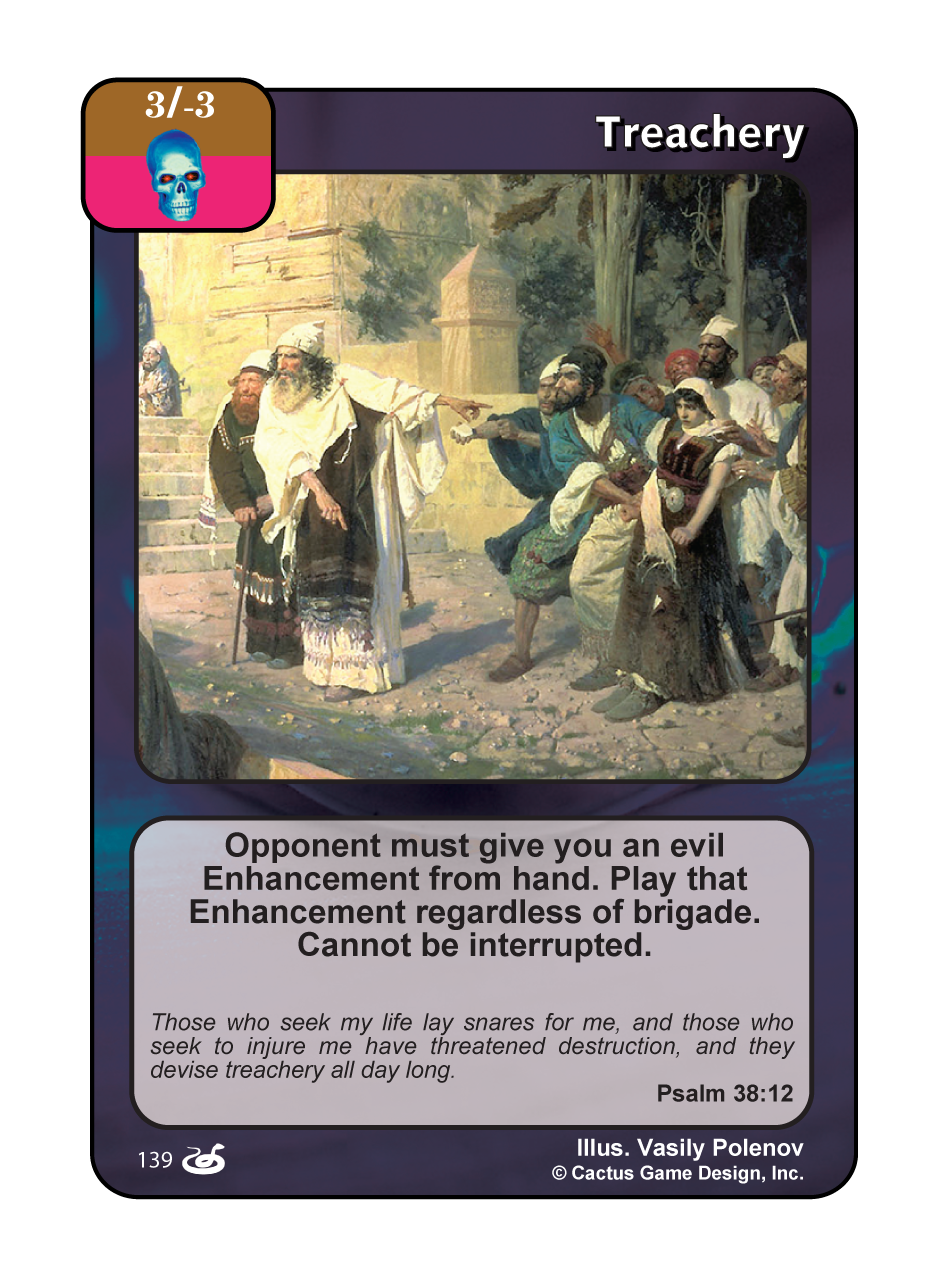 3/-3
Treachery
Opponent must give you an evil
Enhancement from hand. Play that
Enhancement regardless of brigade.
Cannot be interrupted.
Those who seek my life lay snares for me, and those who
seek to injure me have threatened destruction, and they
devise treachery all day long.
Psalm 38:12
139
Illus. Vasily Polenov
© Cactus Game Design, Inc.